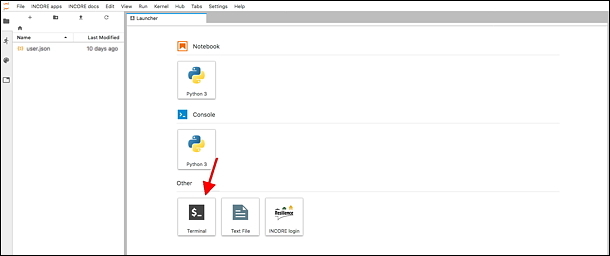 File INCORE apps INCORE docs Edit View Run Kernel Hub Tabs Settings Help
Launcher
Name Last Modified
user.json 10 days ago
Notebook
Python 3
Console
Python 3
Other
$_
Resilience
Terminal Text File INCORE login